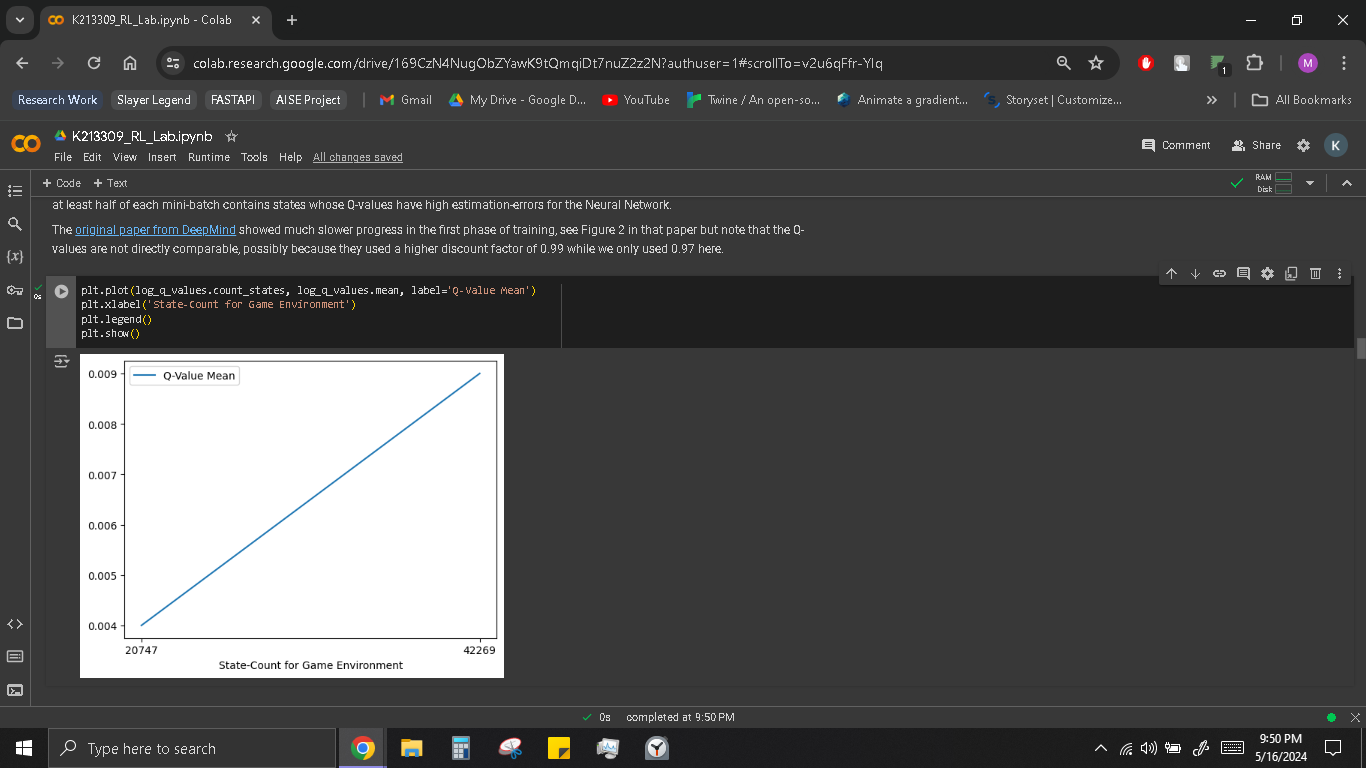 K213309_RL_Lab.ipynb - Colab
colab.research.google.com/drive/169CzN4NugObZYawK9tQmqiDt7nuZ2z2N?authuser=1#scrollTo=v2u6qFfr-Ylq
1
M
Research Work
Slayer Legend
FASTAPI
AISE Project
Gmail
My Drive - Google D...
YouTube
Twine / An open-so...
Animate a gradient...
Storyset | Customize...
All Bookmarks
K213309_RL_Lab.ipynb
File Edit View Insert Runtime Tools Help All changes saved
Comment
Share
K
+ Code + Text
RAM
Disk
at least half of each mini-batch contains states whose Q-values have high estimation-errors for the Neural Network.
The original paper from DeepMind showed much slower progress in the first phase of training, see Figure 2 in that paper but note that the Q-
values are not directly comparable, possibly because they used a higher discount factor of 0.99 while we only used 0.97 here.
{x}
0s
plt.plot(log_q_values.count_states, log_q_values.mean, label='Q-Value Mean')
plt.xlabel('State-Count for Game Environment')
plt.legend()
plt.show()
Q-Value Mean
0.009
0.008
0.007
0.006
0.005
0.004
20747
42269
State-Count for Game Environment
0s completed at 9:50 PM
Type here to search
9:50 PM
5/16/2024